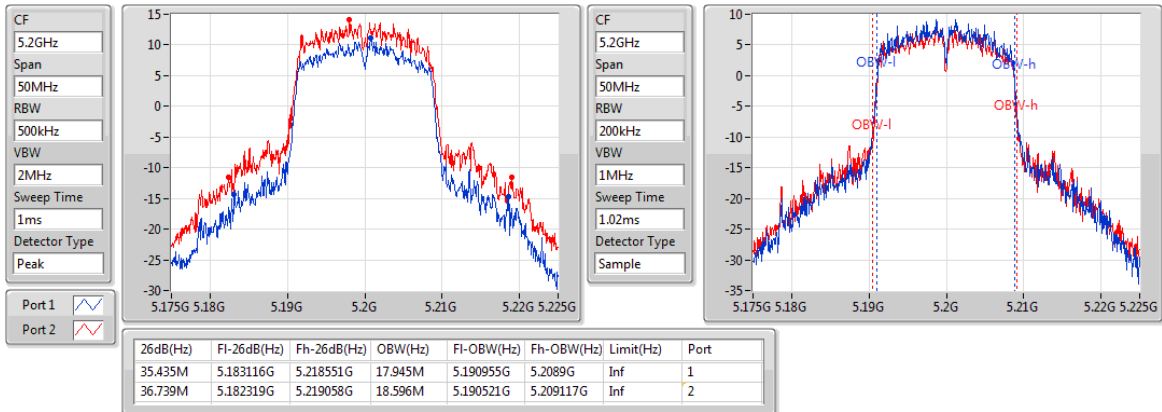 CF
5.2GHz
Span
50MHz
RBW
500kHz
VBW
2MHz
Sweep Time
1ms
Detector Type
Peak
Port 1
Port 2
15
10
5
0
-5
-10
-15
-20
-25
-30
5.175G 5.18G 5.19G 5.2G 5.21G 5.22G 5.225G
CF
5.2GHz
Span
50MHz
RBW
200kHz
VBW
1MHz
Sweep Time
1.02ms
Detector Type
Sample
10
5
0
-5
-10
-15
-20
-25
-30
-35
OBW-l OBW-h
OBW-h
OBW-l
5.175G 5.18G 5.19G 5.2G 5.21G 5.22G 5.225G
26dB(Hz) Fl-26dB(Hz) Fh-26dB(Hz) OBW(Hz) Fl-OBW(Hz) Fh-OBW(Hz) Limit(Hz) Port
35.435M 5.183116G 5.218551G 17.945M 5.190955G 5.2089G Inf 1
36.739M 5.182319G 5.219058G 18.596M 5.190521G 5.209117G Inf 2